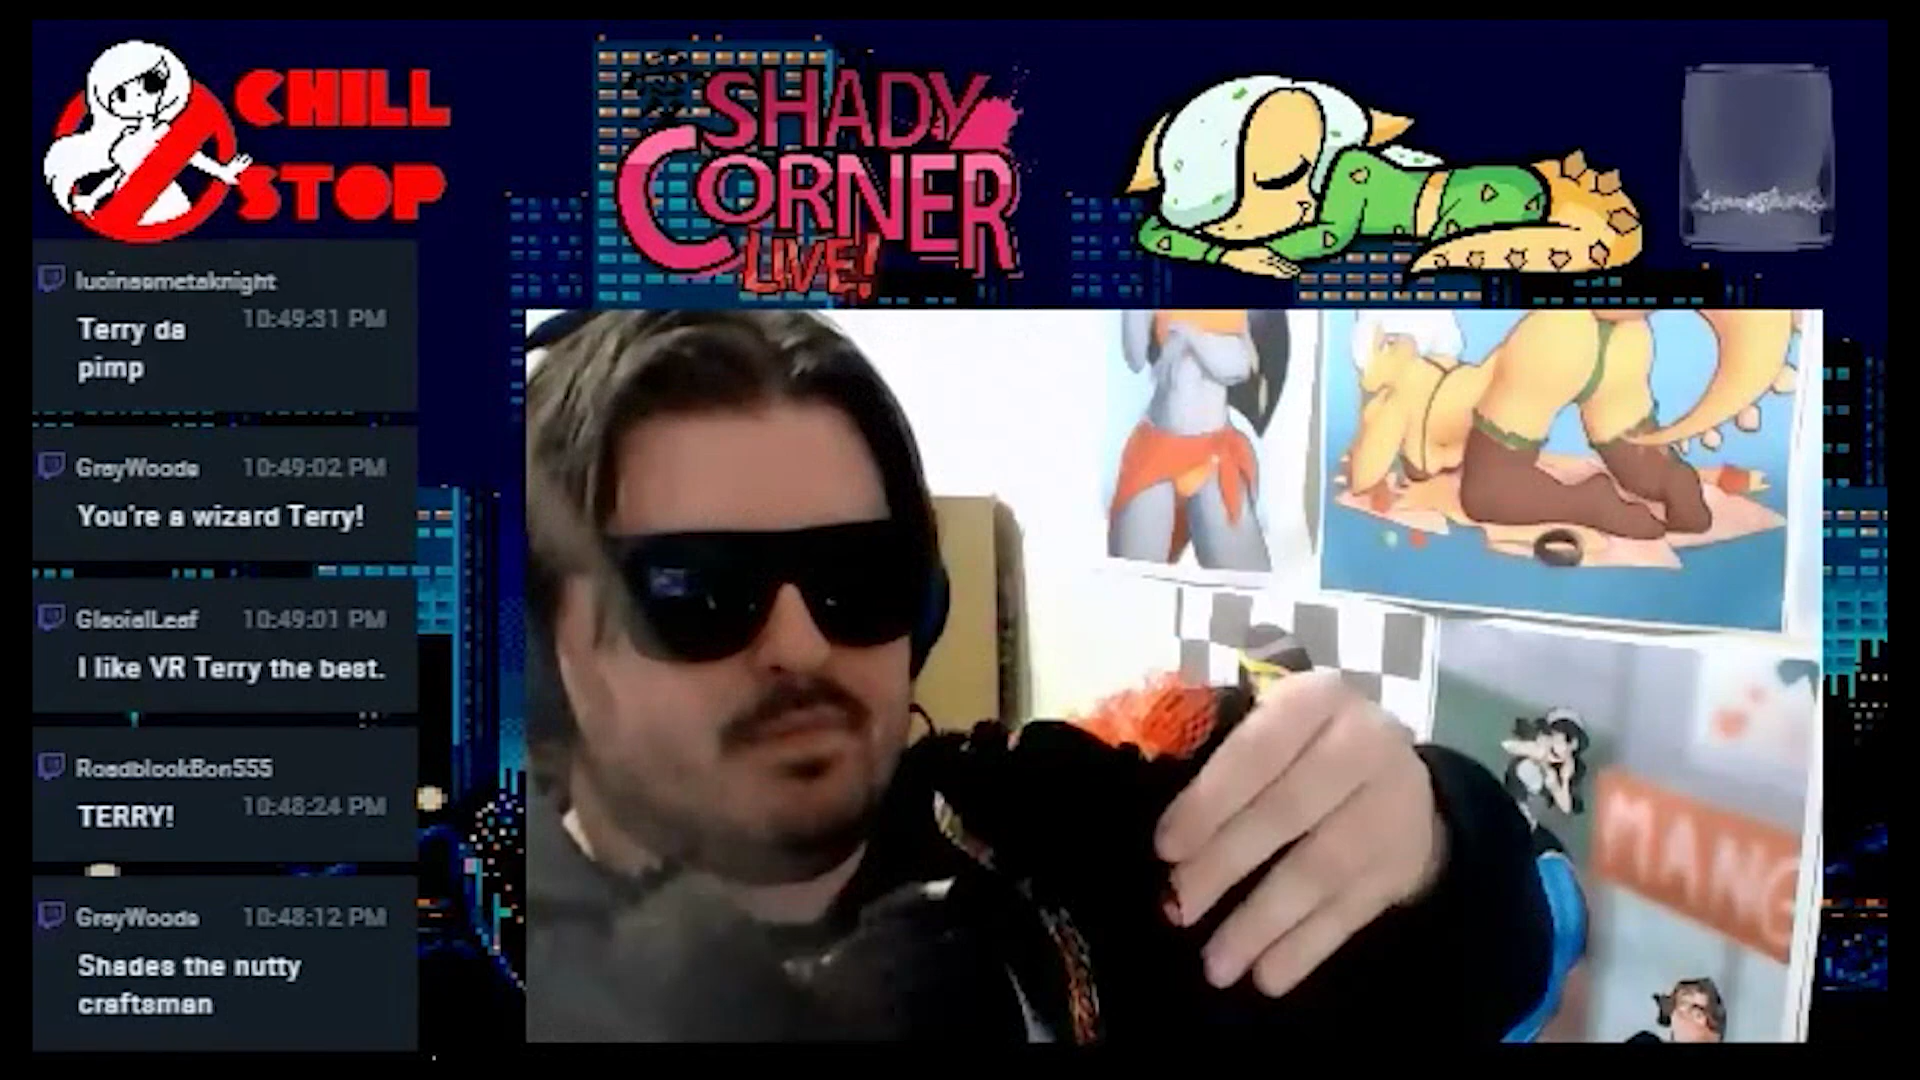 CHILL
STOP
SHADY
CORNER
LIVE!
lucinasmetaknight
10:49:31 PM
Terry da
pimp
GreyWoods 10:49:02 PM
You're a wizard Terry!
GlacialLeaf 10:49:01 PM
I like VR Terry the best.
RoadblockBon555
10:48:24 PM
TERRY!
GreyWoods 10:48:12 PM
Shades the nutty
craftsman
MANG